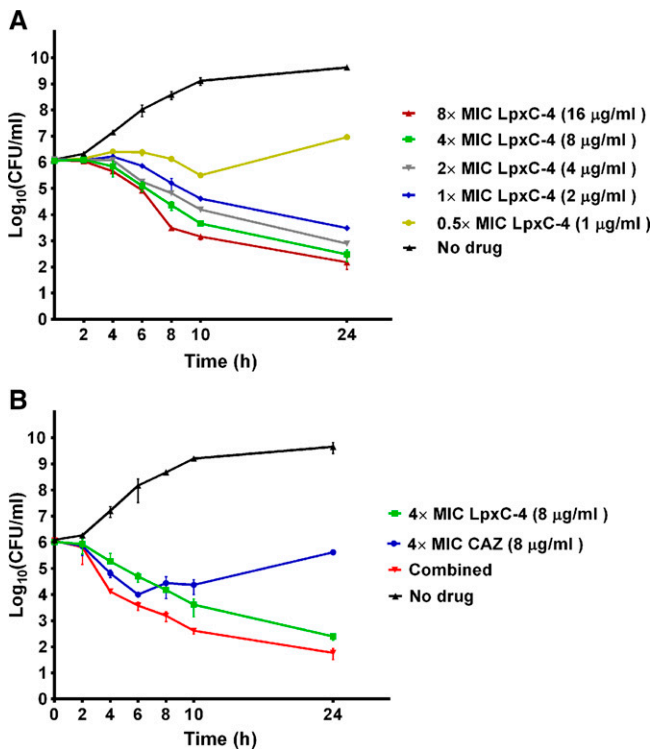 A
Log10(CFU/ml)
10
9
8
7
6
5
4
3
2
1
0
2 4 6 8 10 24
Time (h)
8× MIC LpxC-4 (16 μg/ml )
4× MIC LpxC-4 (8 μg/ml )
2× MIC LpxC-4 (4 μg/ml )
1× MIC LpxC-4 (2 μg/ml )
0.5× MIC LpxC-4 (1 μg/ml )
No drug
B
Log10(CFU/ml)
10
9
8
7
6
5
4
3
2
1
0
0 2 4 6 8 10 24
Time (h)
4× MIC LpxC-4 (8 μg/ml )
4× MIC CAZ (8 μg/ml )
Combined
No drug